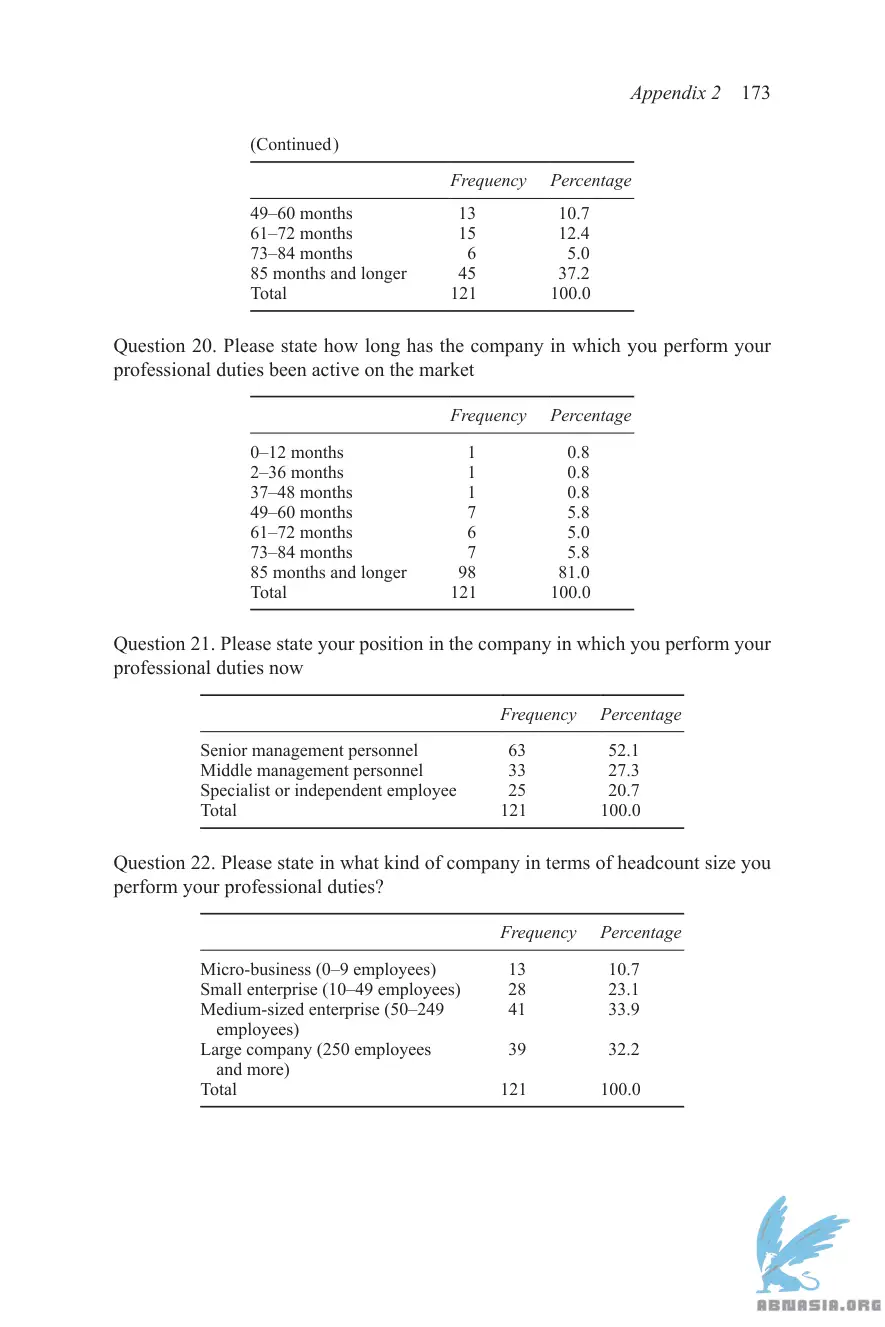 Appendix 2 173
(Continued)
Frequency Percentage
49–60 months 13 10.7
61–72 months 15 12.4
73–84 months 6 5.0
85 months and longer 45 37.2
Total 121 100.0
Question 20. Please state how long has the company in which you perform your
professional duties been active on the market
Frequency Percentage
0–12 months 1 0.8
2–36 months 1 0.8
37–48 months 1 0.8
49–60 months 7 5.8
61–72 months 6 5.0
73–84 months 7 5.8
85 months and longer 98 81.0
Total 121 100.0
Question 21. Please state your position in the company in which you perform your
professional duties now
Frequency Percentage
Senior management personnel 63 52.1
Middle management personnel 33 27.3
Specialist or independent employee 25 20.7
Total 121 100.0
Question 22. Please state in what kind of company in terms of headcount size you
perform your professional duties?
Frequency Percentage
Micro-business (0–9 employees) 13 10.7
Small enterprise (10–49 employees) 28 23.1
Medium-sized enterprise (50–249 41 33.9
employees)
Large company (250 employees 39 32.2
and more)
Total 121 100.0
ABNASIA.ORG